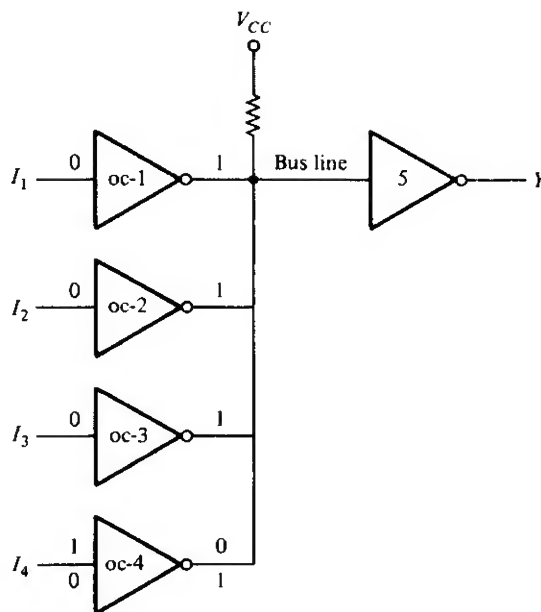 V_CC
0 oc-1 1 Bus line 5
I_1 Y
0 oc-2 1
I_2
0 oc-3 1
I_3
1 oc-4 0
I_4
0 1